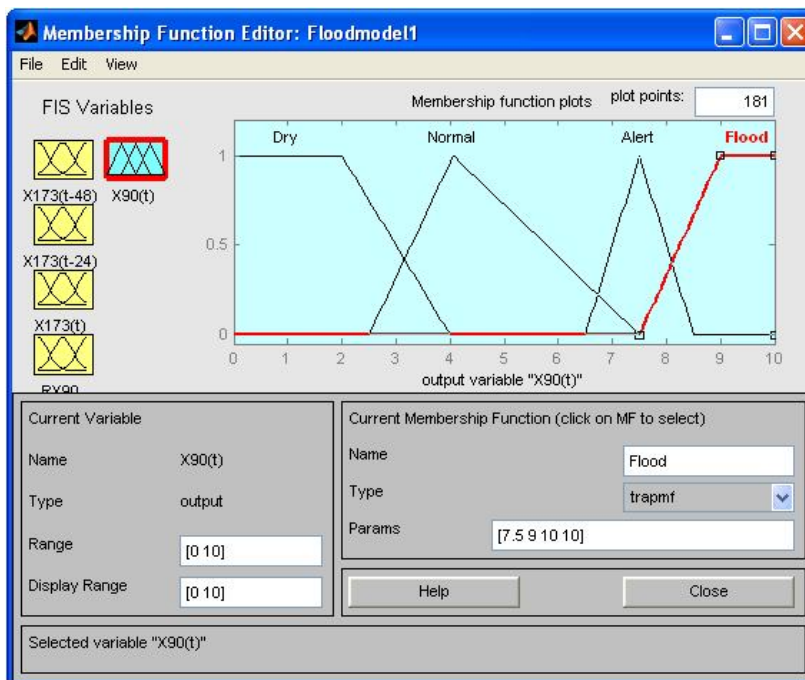 Membership Function Editor: Floodmodel1
File Edit View
FIS Variables
Membership function plots plot points: 181
X173(t-48) X90(t)
X173(t-24)
X173(t)
RX90
Dry Normal Alert Flood
1
0.5
0
0 1 2 3 4 5 6 7 8 9 10
output variable "X90(t)"
Current Variable
Name X90(t)
Type output
Range [0 10]
Display Range [0 10]
Current Membership Function (click on MF to select)
Name Flood
Type trapmf
Params [7.5 9 10 10]
Help Close
Selected variable "X90(t)"